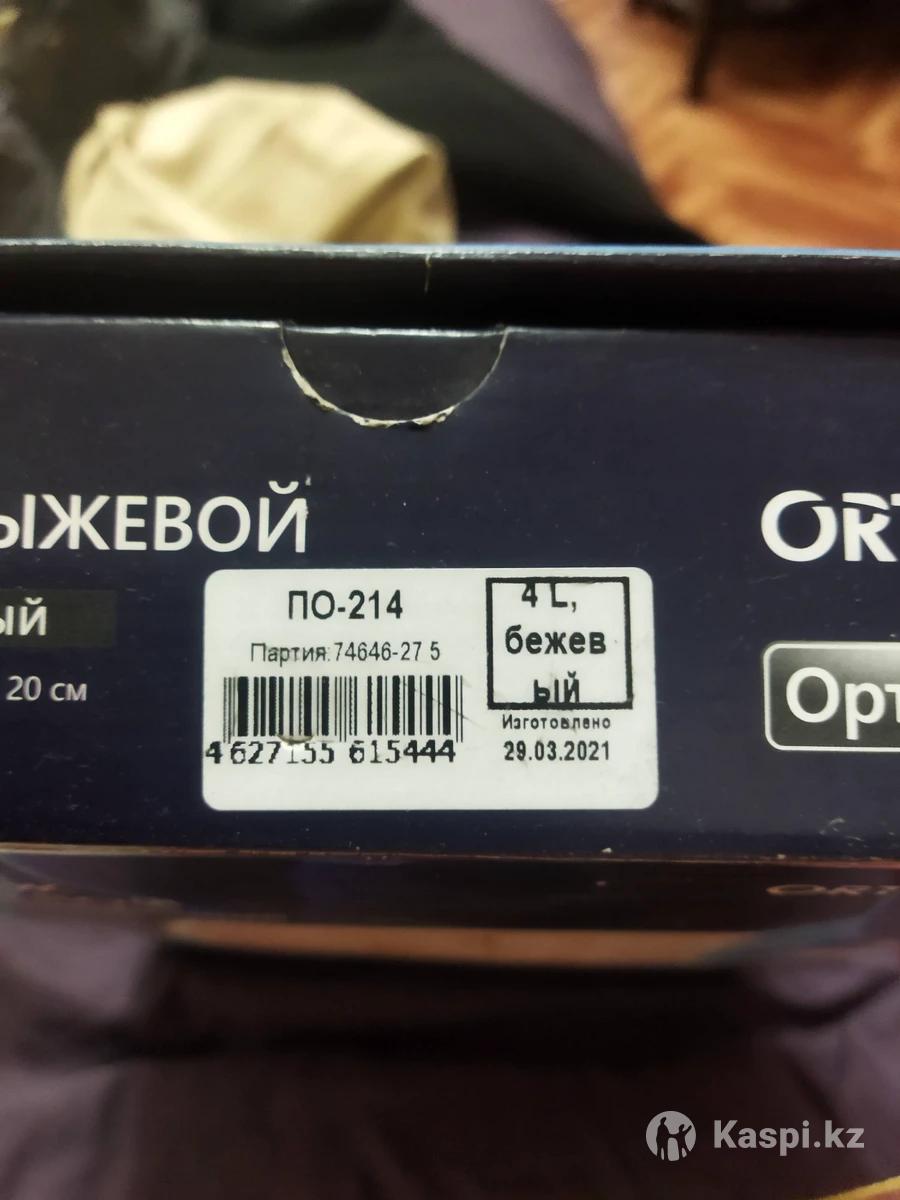 ЫЖЕВОЙ
ORT
ЫЙ
20 см
Орт
ПО-214
Партия:74646-27 5
4 627155 615444
4 L,
бежев
ый
Изготовлено
29.03.2021
ORT
Kaspi.kz